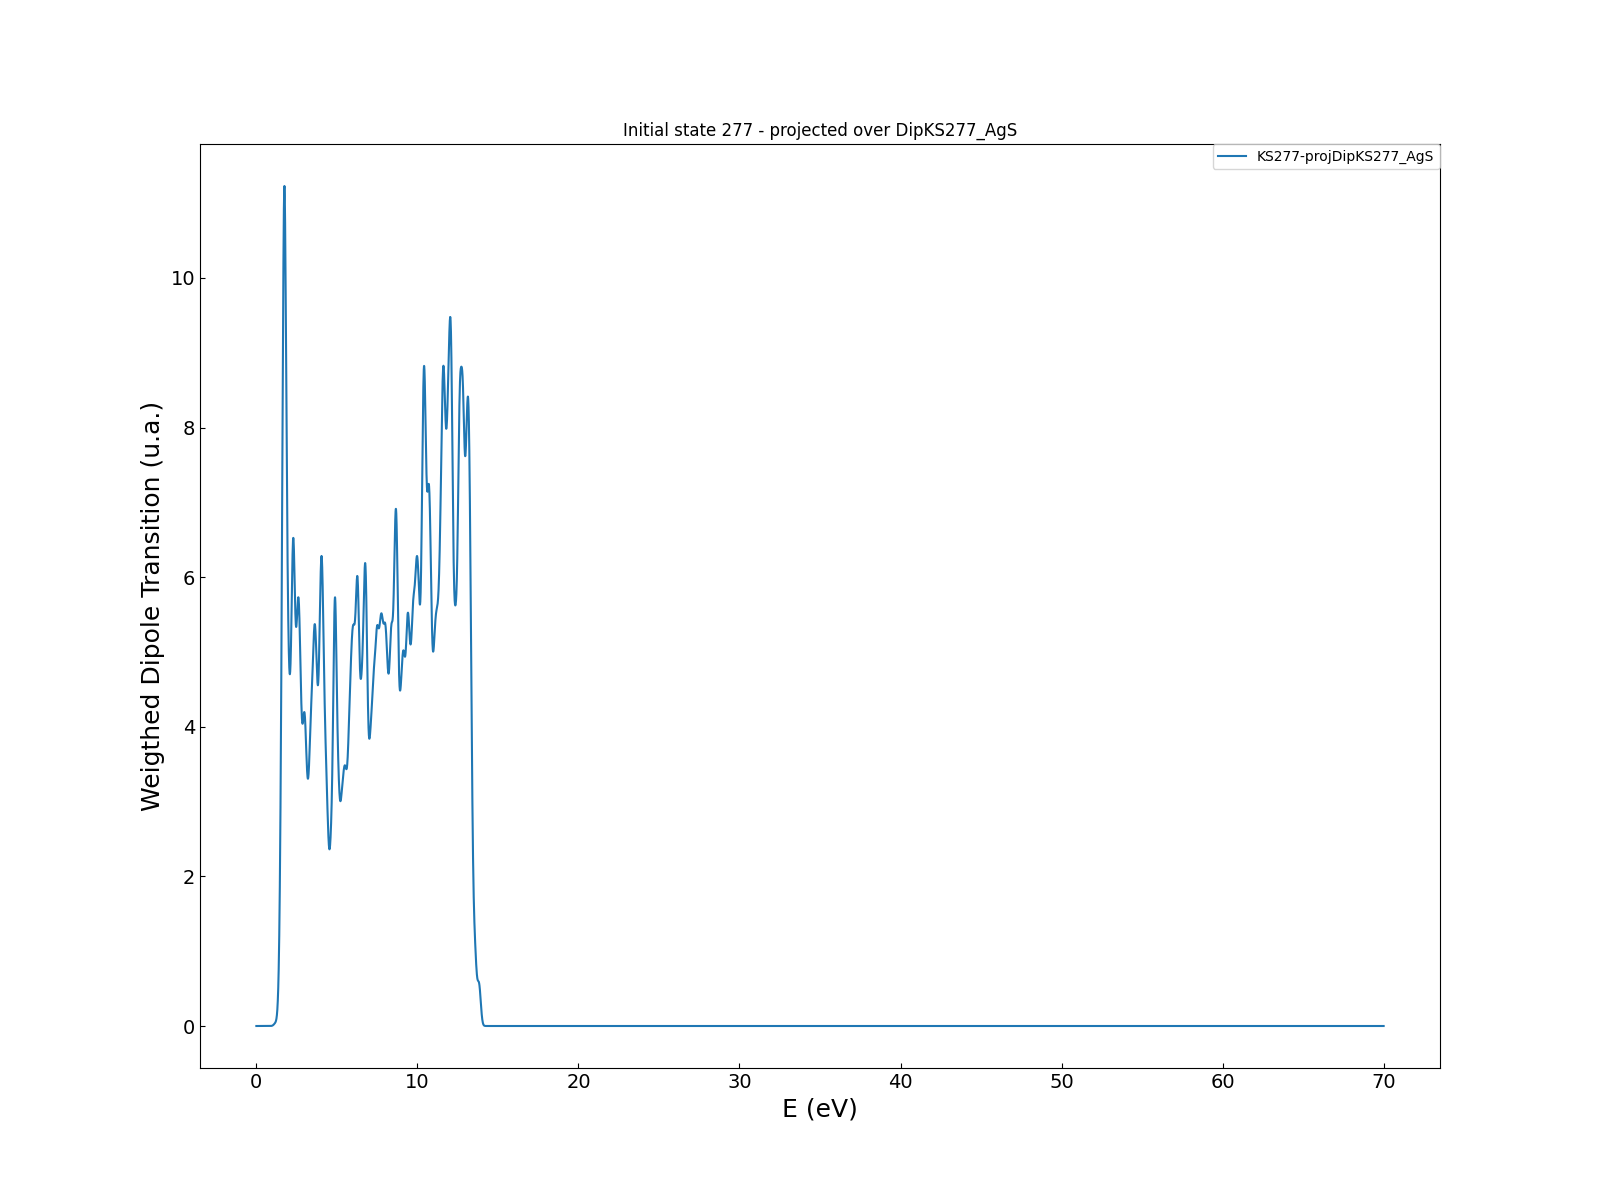 Initial state 277 - projected over DipKS277_AgS
KS277-projDipKS277_AgS
Weigthed Dipole Transition (u.a.)
10
8
6
4
2
0
0 10 20 30 40 50 60 70
E (eV)